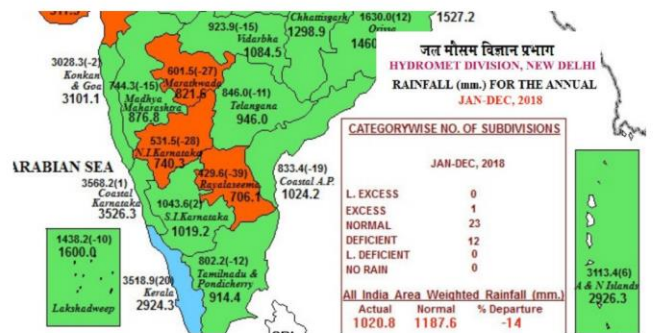 923.9(-15)
Vidarbha
1084.5
Chhattisgarh
1298.9
1630.0(12)
Orissa
1460
1527.2
जल मौसम विज्ञान प्रभाग
HYDROMET DIVISION, NEW DELHI
RAINFALL (mm.) FOR THE ANNUAL
JAN-DEC, 2018
3028.3(-2)
Konkan
& Goa
3101.1
744.3(-15)
Madhya
Maharashtra
876.8
601.5(-27)
Marathwada
821.6
846.0(-11)
Telangana
946.0
531.5(-28)
N.I.Karnataka
740.3
429.6(-39)
Rayalaseema
706.1
833.4(-19)
Coastal A.P.
1024.2
ARABIAN SEA
3568.2(1)
Coastal
Karnataka
3526.3
1043.6(2)
S.I.Karnataka
1019.2
1438.2(-10)
1600.0
Lakshadweep
3518.9(20)
Kerala
2924.3
802.2(-12)
Tamilnadu &
Pondicherry
914.4
CATEGORYWISE NO. OF SUBDIVISIONS
JAN-DEC, 2018
L. EXCESS 0
EXCESS 1
NORMAL 23
DEFICIENT 12
L. DEFICIENT 0
NO RAIN 0
All India Area Weighted Rainfall (mm.)
Actual Normal % Departure
1020.8 1187.6 -14
3113.4(6)
A & N Islands
2926.3